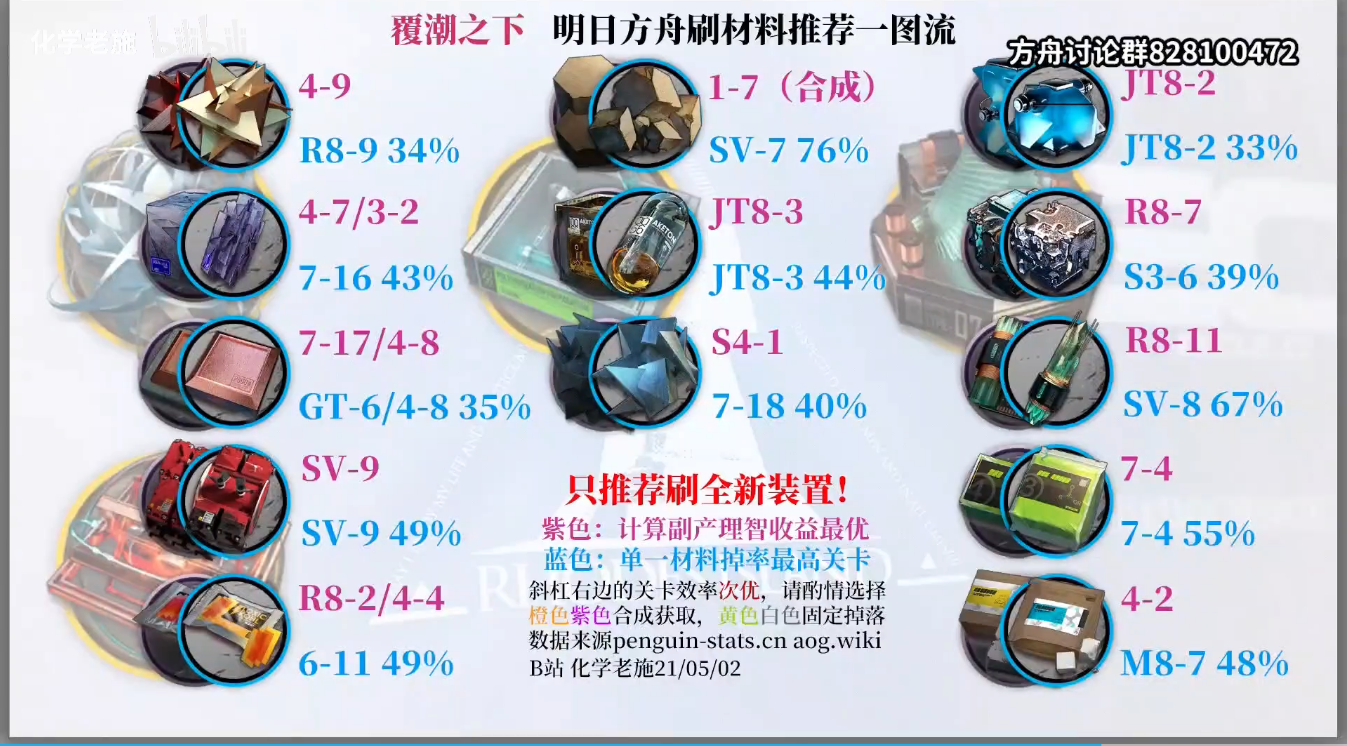 化学老施 bilibili
覆潮之下 明日方舟刷材料推荐一图流
方舟讨论群828100472
4-9
R8-9 34%
4-7/3-2
7-16 43%
7-17/4-8
GT-6/4-8 35%
SV-9
SV-9 49%
R8-2/4-4
6-11 49%
1-7（合成）
SV-7 76%
JT8-3
JT8-3 44%
S4-1
7-18 40%
JT8-2
JT8-2 33%
R8-7
S3-6 39%
R8-11
SV-8 67%
7-4
7-4 55%
4-2
M8-7 48%
只推荐刷全新装置！
紫色：计算副产理智收益最优
蓝色：单一材料掉率最高关卡
斜杠右边的关卡效率次优，请酌情选择
橙色紫色合成获取，黄色白色固定掉落
数据来源penguin-stats.cn aog.wiki
B站 化学老施21/05/02